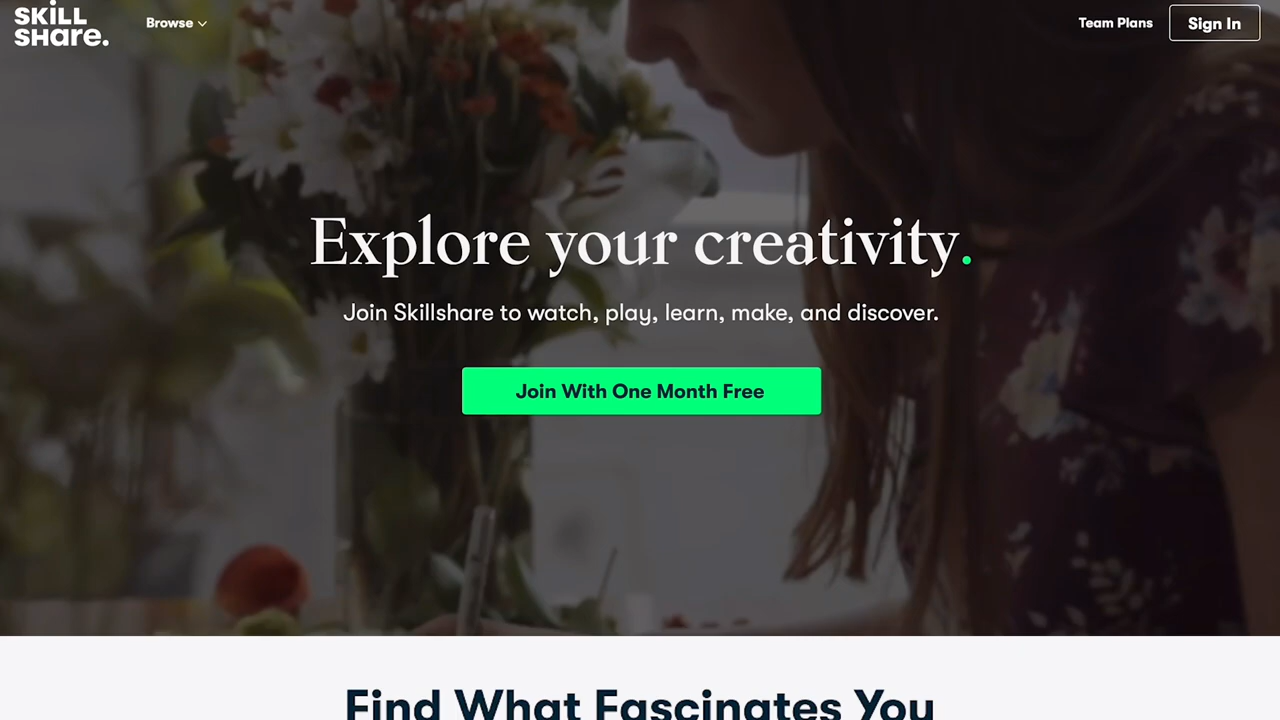 SKiLL
SHare.
Browse
Team Plans
Sign In
Explore your creativity.
Join Skillshare to watch, play, learn, make, and discover.
Join With One Month Free
Find What Fascinates You